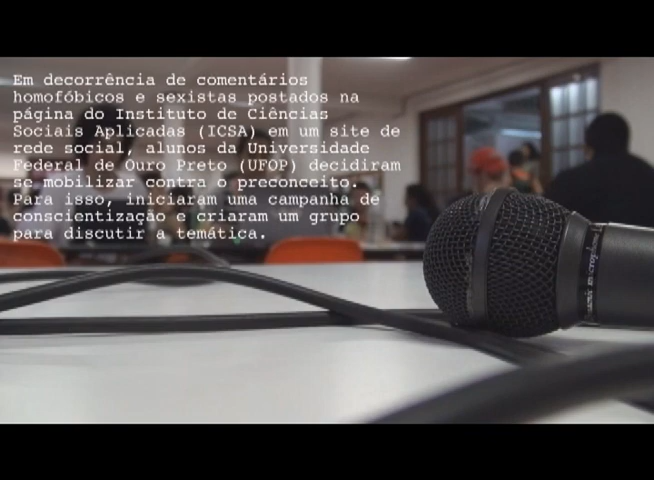 Em decorrência de comentários
homofóbicos e sexistas postados na
página do Instituto de Ciências
Sociais Aplicadas (ICSA) em um site de
rede social, alunos da Universidade
Federal de Ouro Preto (UFOP) decidiram
se mobilizar contra o preconceito.
Para isso, iniciaram uma campanha de
conscientização e criaram um grupo
para discutir a temática.